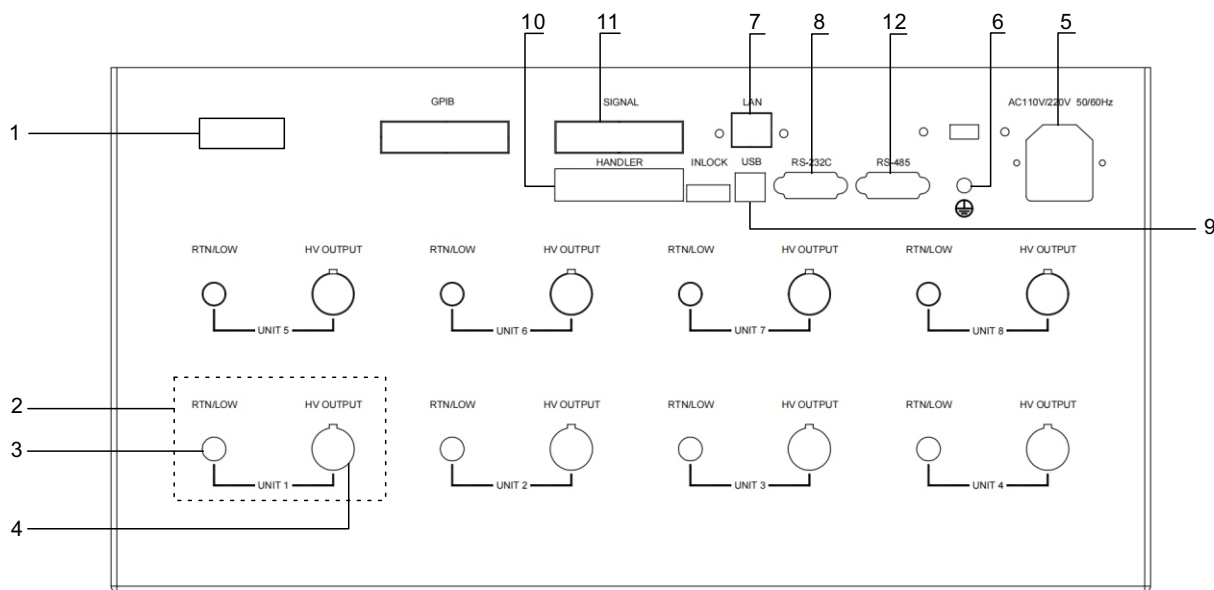 10 11 7 8 12 6 5
GPIB SIGNAL LAN AC110V/220V 50/60Hz
1
HANDLER INLOCK USB RS-232C RS-485
9
RTN/LOW HV OUTPUT RTN/LOW HV OUTPUT RTN/LOW HV OUTPUT RTN/LOW HV OUTPUT
UNIT 5 UNIT 6 UNIT 7 UNIT 8
2
RTN/LOW HV OUTPUT RTN/LOW HV OUTPUT RTN/LOW HV OUTPUT RTN/LOW HV OUTPUT
3
UNIT 1 UNIT 2 UNIT 3 UNIT 4
4